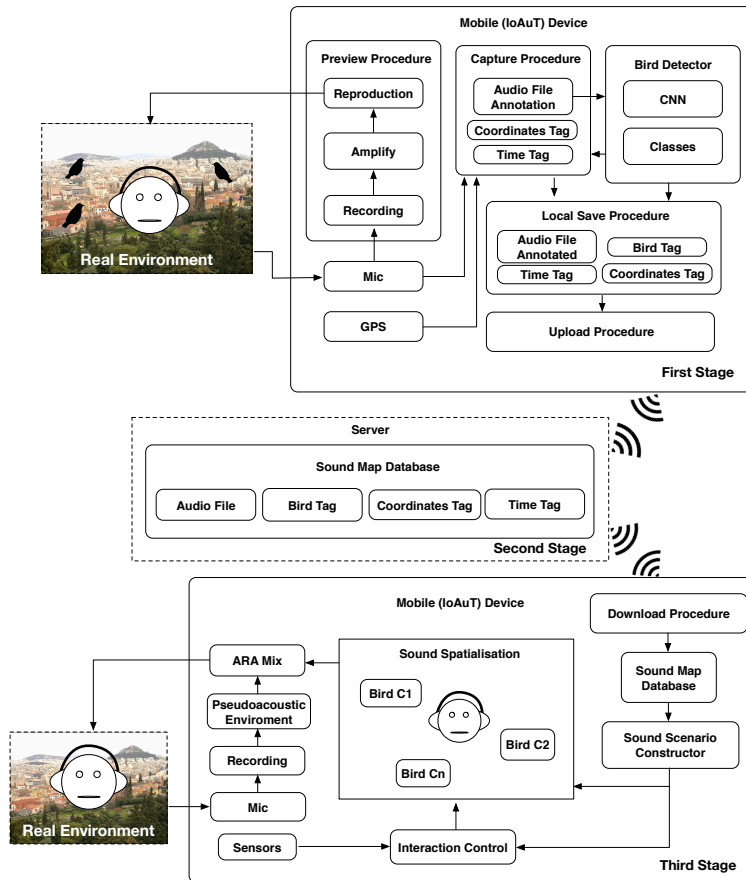 Mobile (IoAuT) Device
Preview Procedure
Reproduction
Amplify
Recording
Capture Procedure
Audio File
Annotation
Coordinates Tag
Time Tag
Bird Detector
CNN
Classes
Real Environment
Mic
GPS
Local Save Procedure
Audio File
Annotated
Bird Tag
Time Tag
Coordinates Tag
Upload Procedure
First Stage
Server
Sound Map Database
Audio File
Bird Tag
Coordinates Tag
Time Tag
Second Stage
Mobile (IoAuT) Device
Download Procedure
Sound Map
Database
Sound Scenario
Constructor
ARA Mix
Pseudoacoustic
Enviroment
Recording
Mic
Sensors
Sound Spatialisation
Bird C1
Bird C2
Bird Cn
Interaction Control
Real Environment
Third Stage